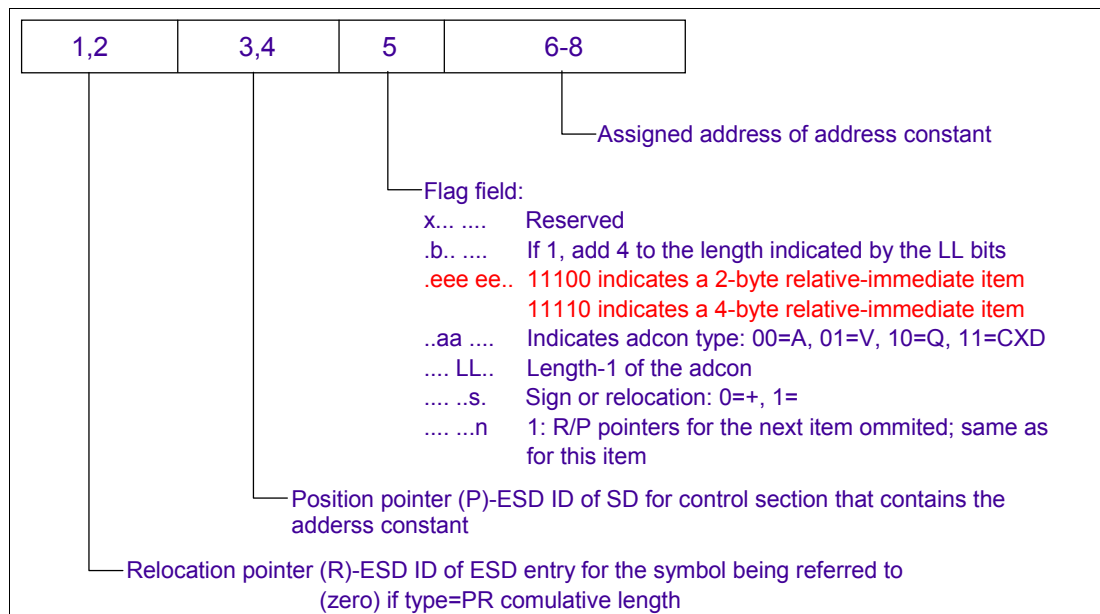 1,2 3,4 5 6-8
Assigned address of address constant
Flag field:
x... .... Reserved
.b.. .... If 1, add 4 to the length indicated by the LL bits
.eee ee.. 11100 indicates a 2-byte relative-immediate item
11110 indicates a 4-byte relative-immediate item
..aa .... Indicates adcon type: 00=A, 01=V, 10=Q, 11=CXD
.... LL.. Length-1 of the adcon
.... ..s. Sign or relocation: 0=+, 1=
.... ...n 1: R/P pointers for the next item ommited; same as
for this item
Position pointer (P)-ESD ID of SD for control section that contains the
adderss constant
Relocation pointer (R)-ESD ID of ESD entry for the symbol being referred to
(zero) if type=PR comulative length